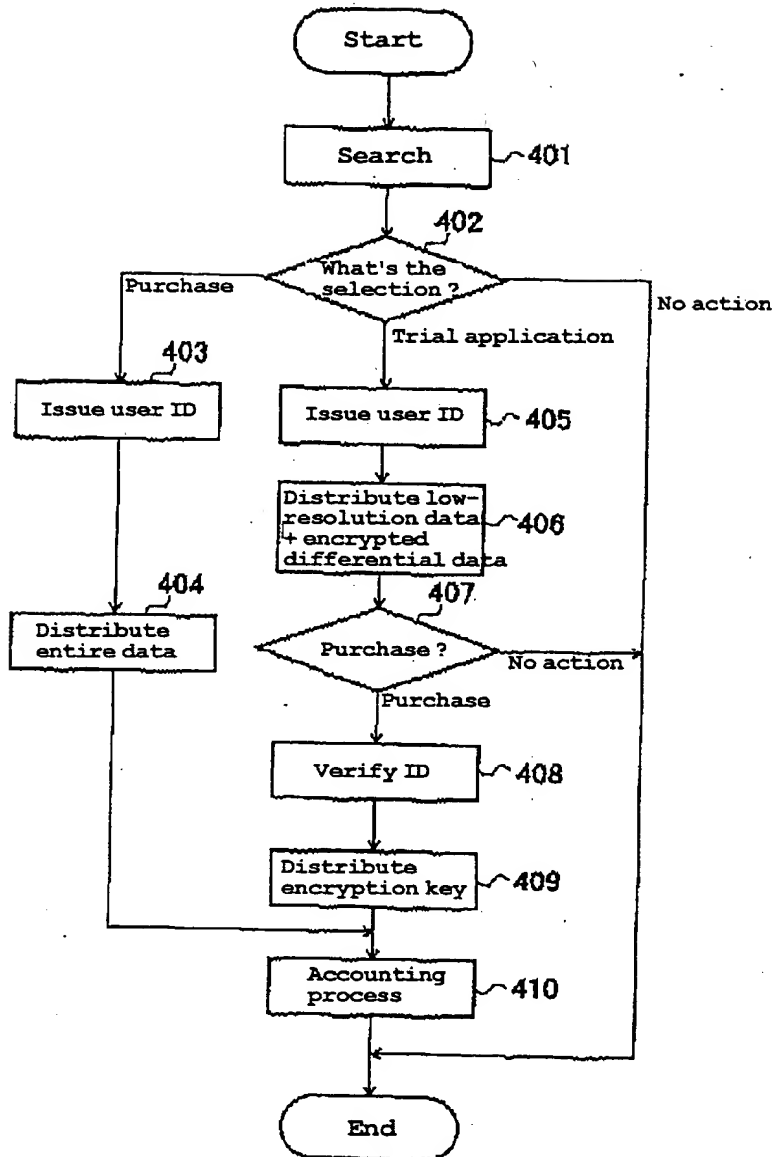 Start
Search
401
402
What's the
selection ?
Purchase
No action
Trial application
403
Issue user ID
Issue user ID
405
Distribute low-
resolution data
+ encrypted
differential data
406
404
Distribute
entire data
407
Purchase ?
No action
Purchase
Verify ID
408
Distribute
encryption key
409
Accounting
process
410
End